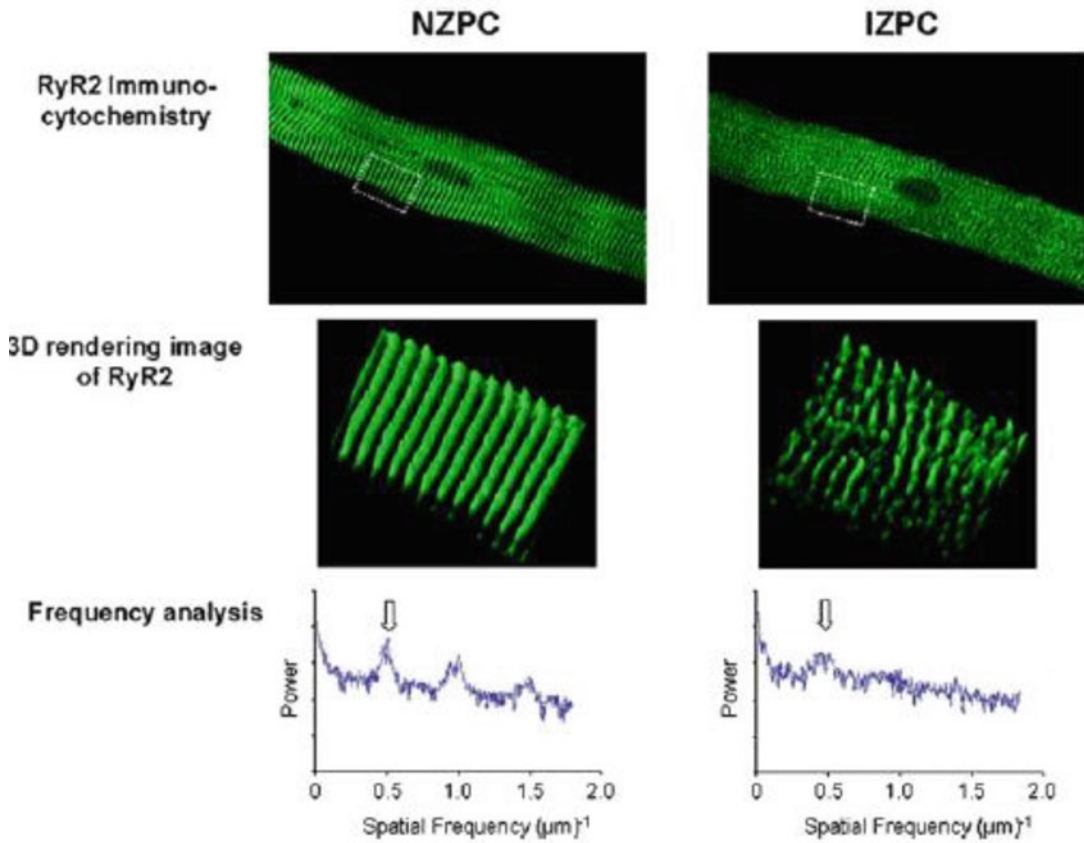 NZPC
IZPC
RyR2 Immuno-
cytochemistry
3D rendering image
of RyR2
Frequency analysis
Power
0
0.5
1.0
1.5
2.0
Spatial Frequency (µm)-1
Power
0
0.5
1.0
1.5
2.0
Spatial Frequency (µm)-1